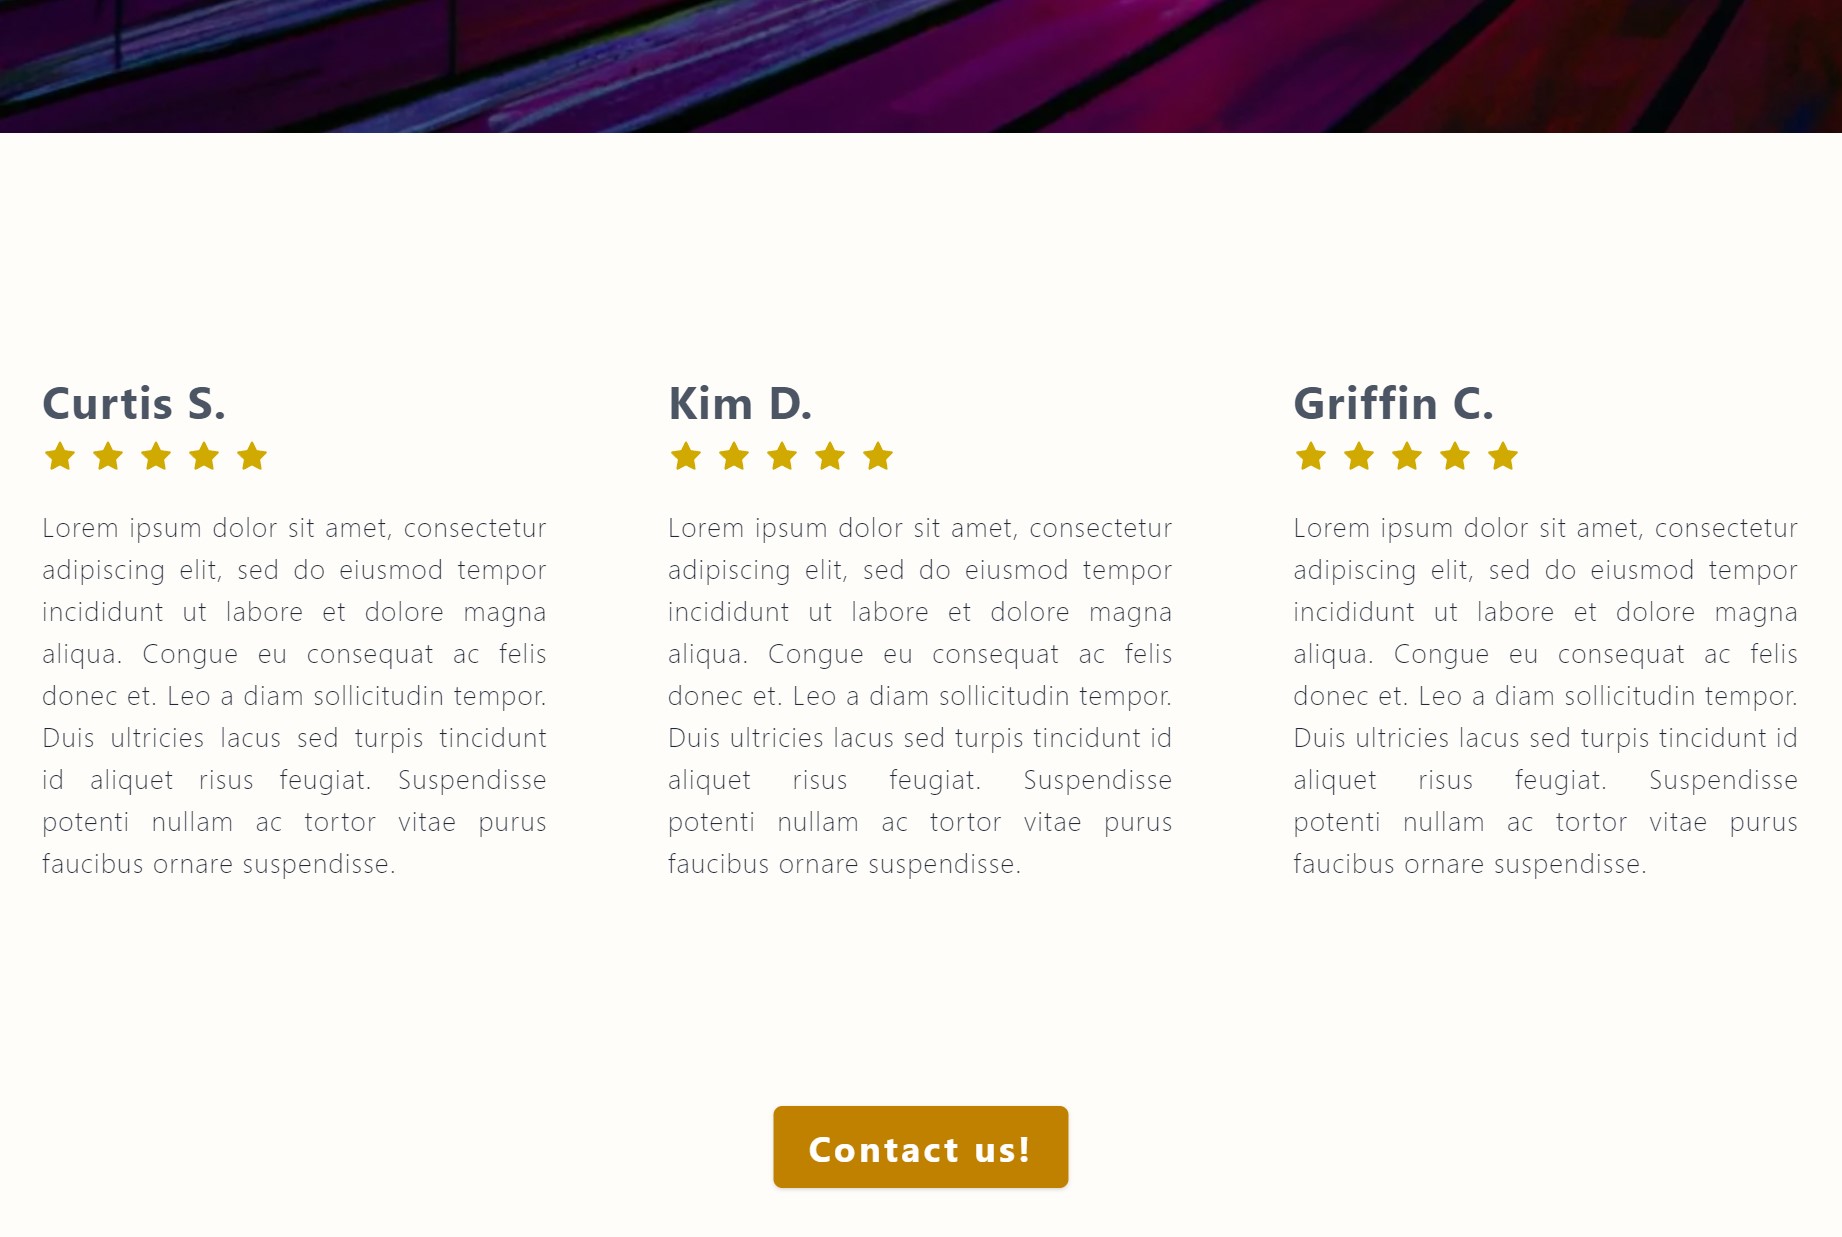 Curtis S.
Lorem ipsum dolor sit amet, consectetur
adipiscing elit, sed do eiusmod tempor
incididunt ut labore et dolore magna
aliqua. Congue eu consequat ac felis
donec et. Leo a diam sollicitudin tempor.
Duis ultricies lacus sed turpis tincidunt
id aliquet risus feugiat. Suspendisse
potenti nullam ac tortor vitae purus
faucibus ornare suspendisse.
Kim D.
Lorem ipsum dolor sit amet, consectetur
adipiscing elit, sed do eiusmod tempor
incididunt ut labore et dolore magna
aliqua. Congue eu consequat ac felis
donec et. Leo a diam sollicitudin tempor.
Duis ultricies lacus sed turpis tincidunt id
aliquet risus feugiat. Suspendisse
potenti nullam ac tortor vitae purus
faucibus ornare suspendisse.
Griffin C.
Lorem ipsum dolor sit amet, consectetur
adipiscing elit, sed do eiusmod tempor
incididunt ut labore et dolore magna
aliqua. Congue eu consequat ac felis
donec et. Leo a diam sollicitudin tempor.
Duis ultricies lacus sed turpis tincidunt id
aliquet risus feugiat. Suspendisse
potenti nullam ac tortor vitae purus
faucibus ornare suspendisse.
Contact us!